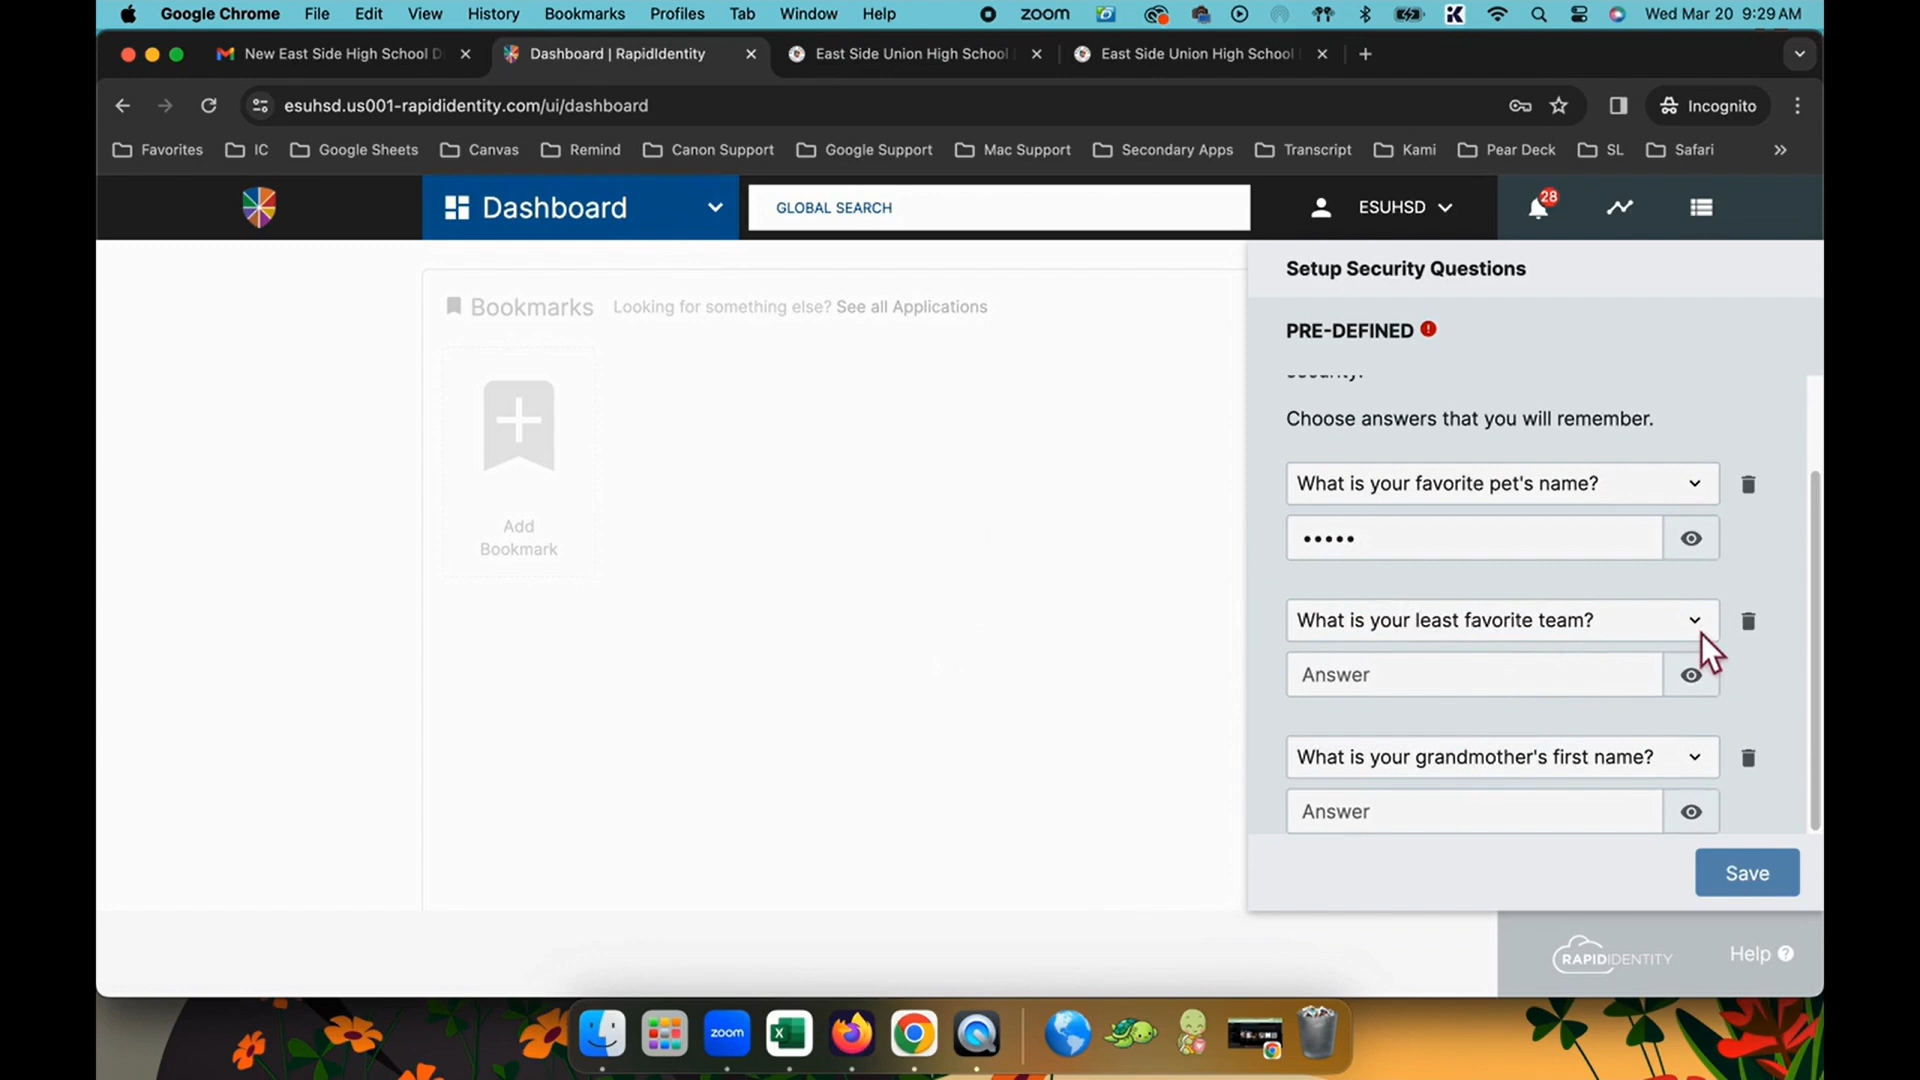 Google Chrome File Edit View History Bookmarks Profiles Tab Window Help zoom Wed Mar 20 9:29 AM
New East Side High School D Dashboard | RapidIdentity East Side Union High School East Side Union High School
esuhsd.us001-rapididentity.com/ui/dashboard Incognito
Favorites IC Google Sheets Canvas Remind Canon Support Google Support Mac Support Secondary Apps Transcript Kami Pear Deck SL Safari »
Dashboard GLOBAL SEARCH ESUHSD 28
Setup Security Questions
Bookmarks Looking for something else? See all Applications
PRE-DEFINED
Choose answers that you will remember.
What is your favorite pet's name?
•••••
Add
Bookmark
What is your least favorite team?
Answer
What is your grandmother's first name?
Answer
Save
RAPIDIDENTITY Help
zoom